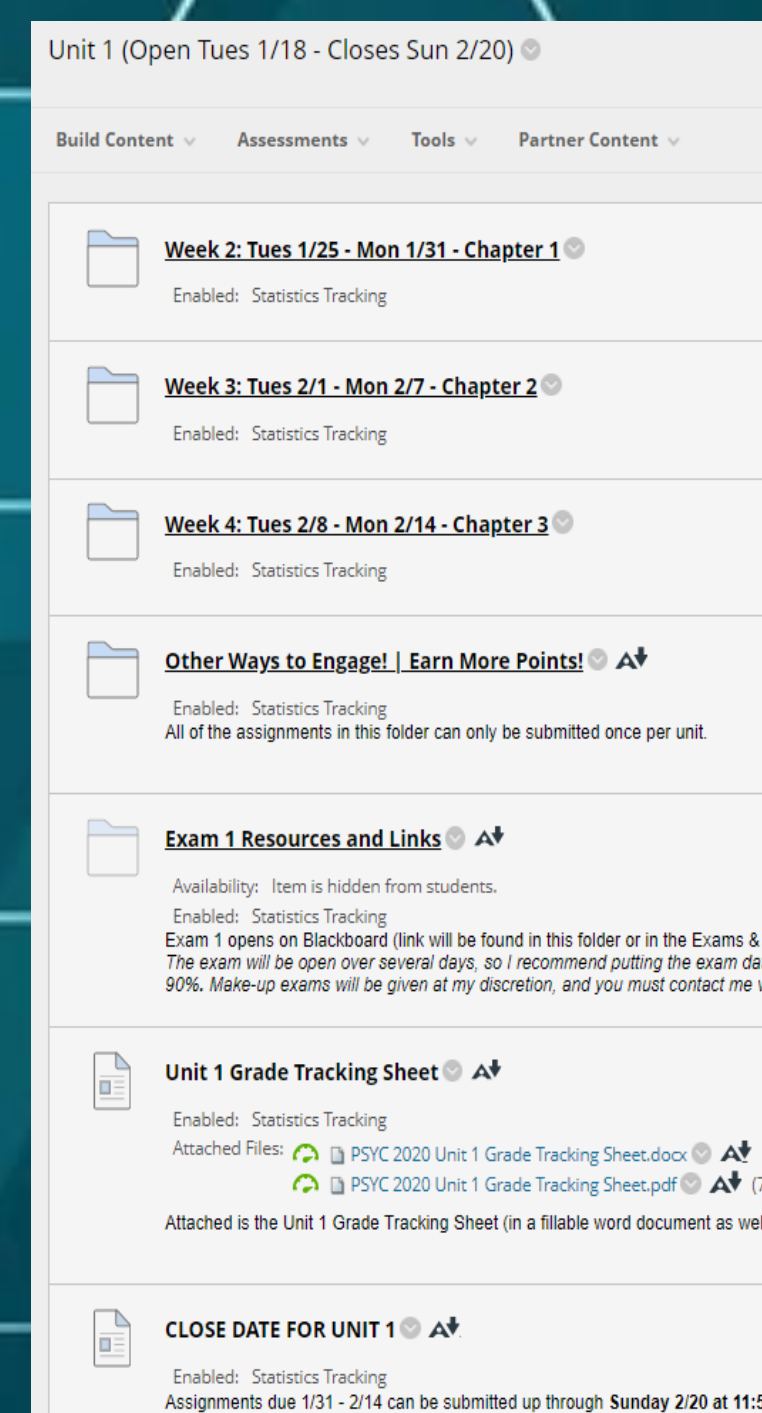 Unit 1 (Open Tues 1/18 - Closes Sun 2/20)
Build Content Assessments Tools Partner Content
Week 2: Tues 1/25 - Mon 1/31 - Chapter 1
Enabled: Statistics Tracking
Week 3: Tues 2/1 - Mon 2/7 - Chapter 2
Enabled: Statistics Tracking
Week 4: Tues 2/8 - Mon 2/14 - Chapter 3
Enabled: Statistics Tracking
Other Ways to Engage! | Earn More Points!
Enabled: Statistics Tracking
All of the assignments in this folder can only be submitted once per unit.
Exam 1 Resources and Links
Availability: Item is hidden from students.
Enabled: Statistics Tracking
Exam 1 opens on Blackboard (link will be found in this folder or in the Exams &
The exam will be open over several days, so I recommend putting the exam da
90%. Make-up exams will be given at my discretion, and you must contact me
Unit 1 Grade Tracking Sheet
Enabled: Statistics Tracking
Attached Files: PSYC 2020 Unit 1 Grade Tracking Sheet.docx
PSYC 2020 Unit 1 Grade Tracking Sheet.pdf
Attached is the Unit 1 Grade Tracking Sheet (in a fillable word document as wel
CLOSE DATE FOR UNIT 1
Enabled: Statistics Tracking
Assignments due 1/31 - 2/14 can be submitted up through Sunday 2/20 at 11:5